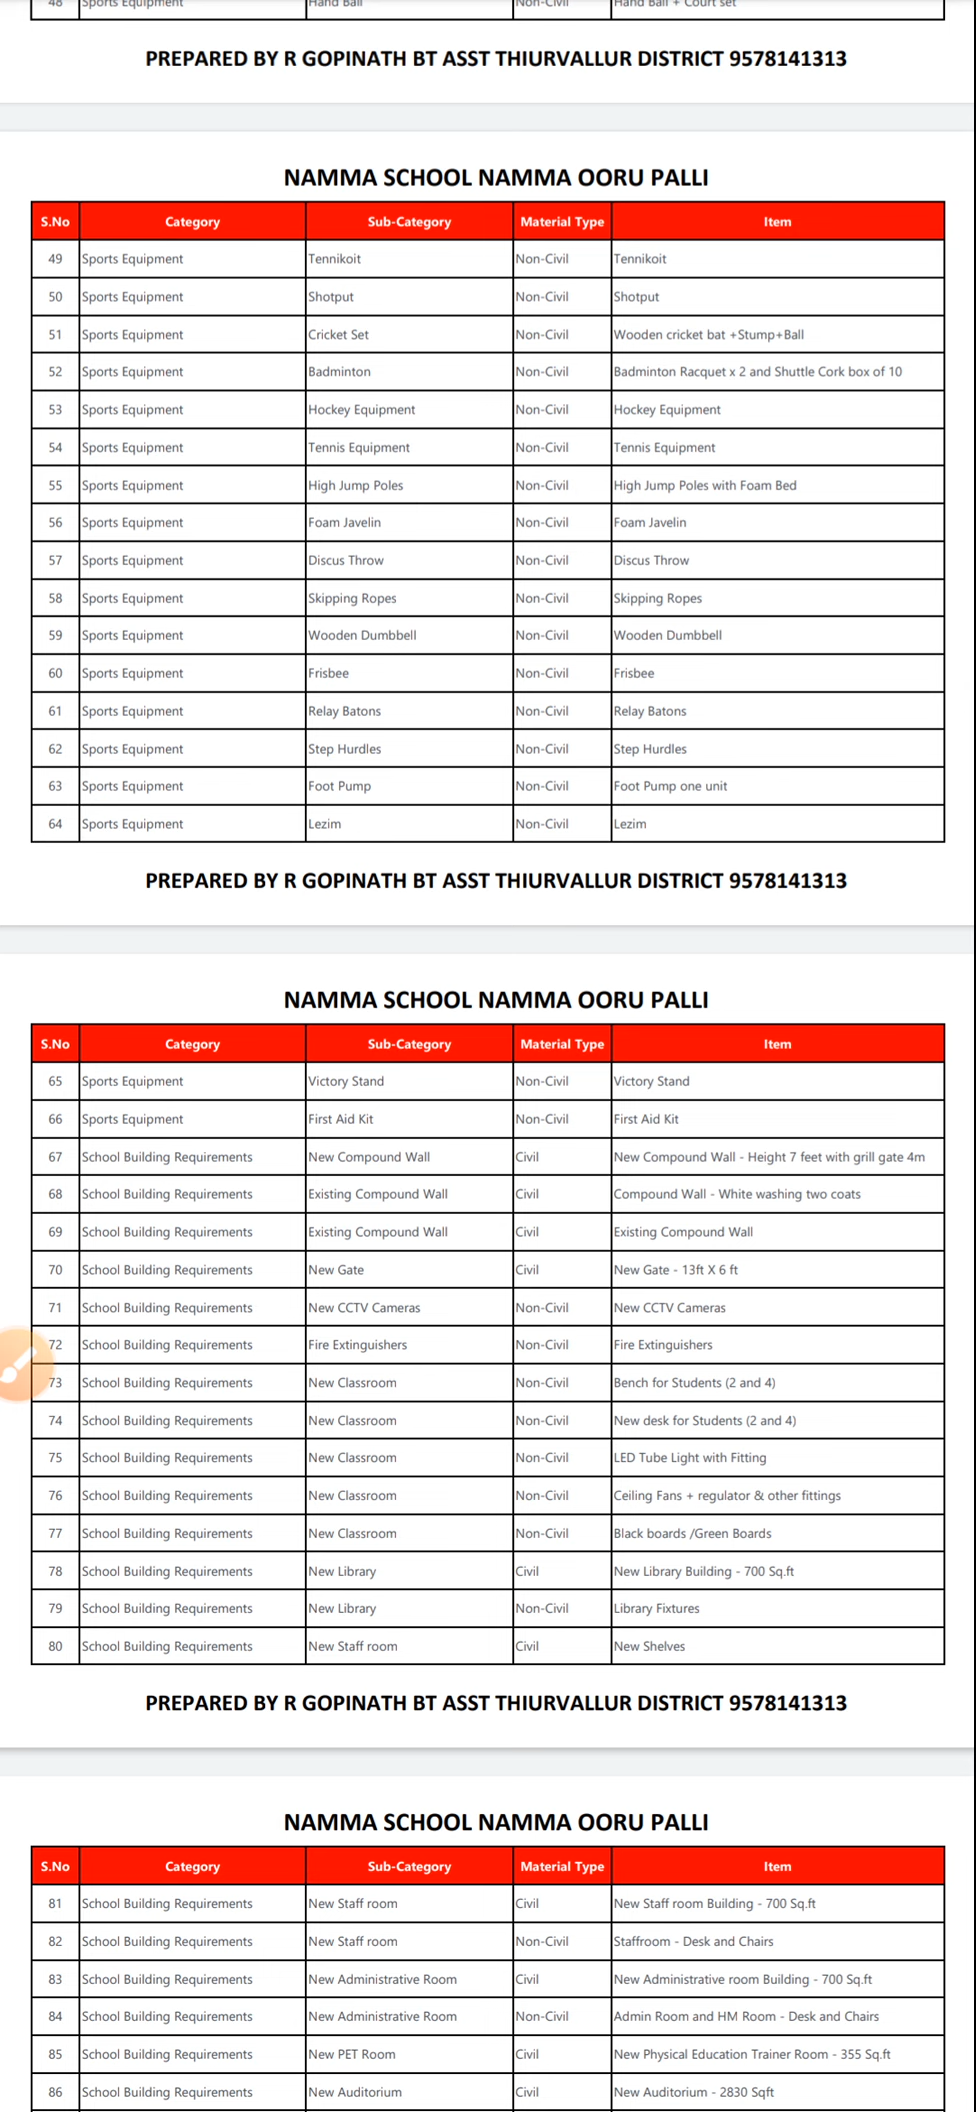 48 Sports Equipment Hand Ball Non-Civil Hand Ball + Court set
PREPARED BY R GOPINATH BT ASST THIURVALLUR DISTRICT 9578141313
NAMMA SCHOOL NAMMA OORU PALLI
S.No Category Sub-Category Material Type Item
49 Sports Equipment Tennikoit Non-Civil Tennikoit
50 Sports Equipment Shotput Non-Civil Shotput
51 Sports Equipment Cricket Set Non-Civil Wooden cricket bat +Stump+Ball
52 Sports Equipment Badminton Non-Civil Badminton Racquet x 2 and Shuttle Cork box of 10
53 Sports Equipment Hockey Equipment Non-Civil Hockey Equipment
54 Sports Equipment Tennis Equipment Non-Civil Tennis Equipment
55 Sports Equipment High Jump Poles Non-Civil High Jump Poles with Foam Bed
56 Sports Equipment Foam Javelin Non-Civil Foam Javelin
57 Sports Equipment Discus Throw Non-Civil Discus Throw
58 Sports Equipment Skipping Ropes Non-Civil Skipping Ropes
59 Sports Equipment Wooden Dumbbell Non-Civil Wooden Dumbbell
60 Sports Equipment Frisbee Non-Civil Frisbee
61 Sports Equipment Relay Batons Non-Civil Relay Batons
62 Sports Equipment Step Hurdles Non-Civil Step Hurdles
63 Sports Equipment Foot Pump Non-Civil Foot Pump one unit
64 Sports Equipment Lezim Non-Civil Lezim
PREPARED BY R GOPINATH BT ASST THIURVALLUR DISTRICT 9578141313
NAMMA SCHOOL NAMMA OORU PALLI
S.No Category Sub-Category Material Type Item
65 Sports Equipment Victory Stand Non-Civil Victory Stand
66 Sports Equipment First Aid Kit Non-Civil First Aid Kit
67 School Building Requirements New Compound Wall Civil New Compound Wall - Height 7 feet with grill gate 4m
68 School Building Requirements Existing Compound Wall Civil Compound Wall - White washing two coats
69 School Building Requirements Existing Compound Wall Civil Existing Compound Wall
70 School Building Requirements New Gate Civil New Gate - 13ft X 6 ft
71 School Building Requirements New CCTV Cameras Non-Civil New CCTV Cameras
72 School Building Requirements Fire Extinguishers Non-Civil Fire Extinguishers
73 School Building Requirements New Classroom Non-Civil Bench for Students (2 and 4)
74 School Building Requirements New Classroom Non-Civil New desk for Students (2 and 4)
75 School Building Requirements New Classroom Non-Civil LED Tube Light with Fitting
76 School Building Requirements New Classroom Non-Civil Ceiling Fans + regulator & other fittings
77 School Building Requirements New Classroom Non-Civil Black boards /Green Boards
78 School Building Requirements New Library Civil New Library Building - 700 Sq.ft
79 School Building Requirements New Library Non-Civil Library Fixtures
80 School Building Requirements New Staff room Civil New Shelves
PREPARED BY R GOPINATH BT ASST THIURVALLUR DISTRICT 9578141313
NAMMA SCHOOL NAMMA OORU PALLI
S.No Category Sub-Category Material Type Item
81 School Building Requirements New Staff room Civil New Staff room Building - 700 Sq.ft
82 School Building Requirements New Staff room Non-Civil Staffroom - Desk and Chairs
83 School Building Requirements New Administrative Room Civil New Administrative room Building - 700 Sq.ft
84 School Building Requirements New Administrative Room Non-Civil Admin Room and HM Room - Desk and Chairs
85 School Building Requirements New PET Room Civil New Physical Education Trainer Room - 355 Sq.ft
86 School Building Requirements New Auditorium Civil New Auditorium - 2830 Sqft